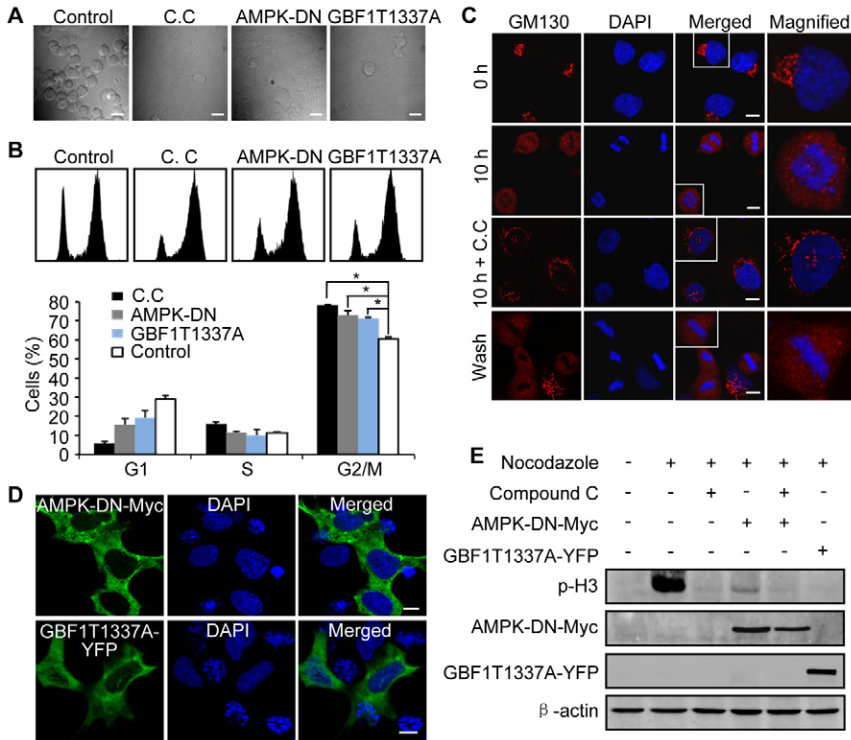 A
Control C.C AMPK-DN GBF1T1337A
B
Control C. C AMPK-DN GBF1T1337A
C.C
AMPK-DN
GBF1T1337A
Control
* 
*
*
Cells (%)
80
70
60
50
40
30
20
10
0
G1 S G2/M
C
GM130 DAPI Merged Magnified
0 h
10 h
10 h + C.C
Wash
D
AMPK-DN-Myc DAPI Merged
GBF1T1337A-YFP DAPI Merged
E
Nocodazole - + + + + +
Compound C - - + - + -
AMPK-DN-Myc - - - + + -
GBF1T1337A-YFP - - - - - +
p-H3
AMPK-DN-Myc
GBF1T1337A-YFP
β-actin